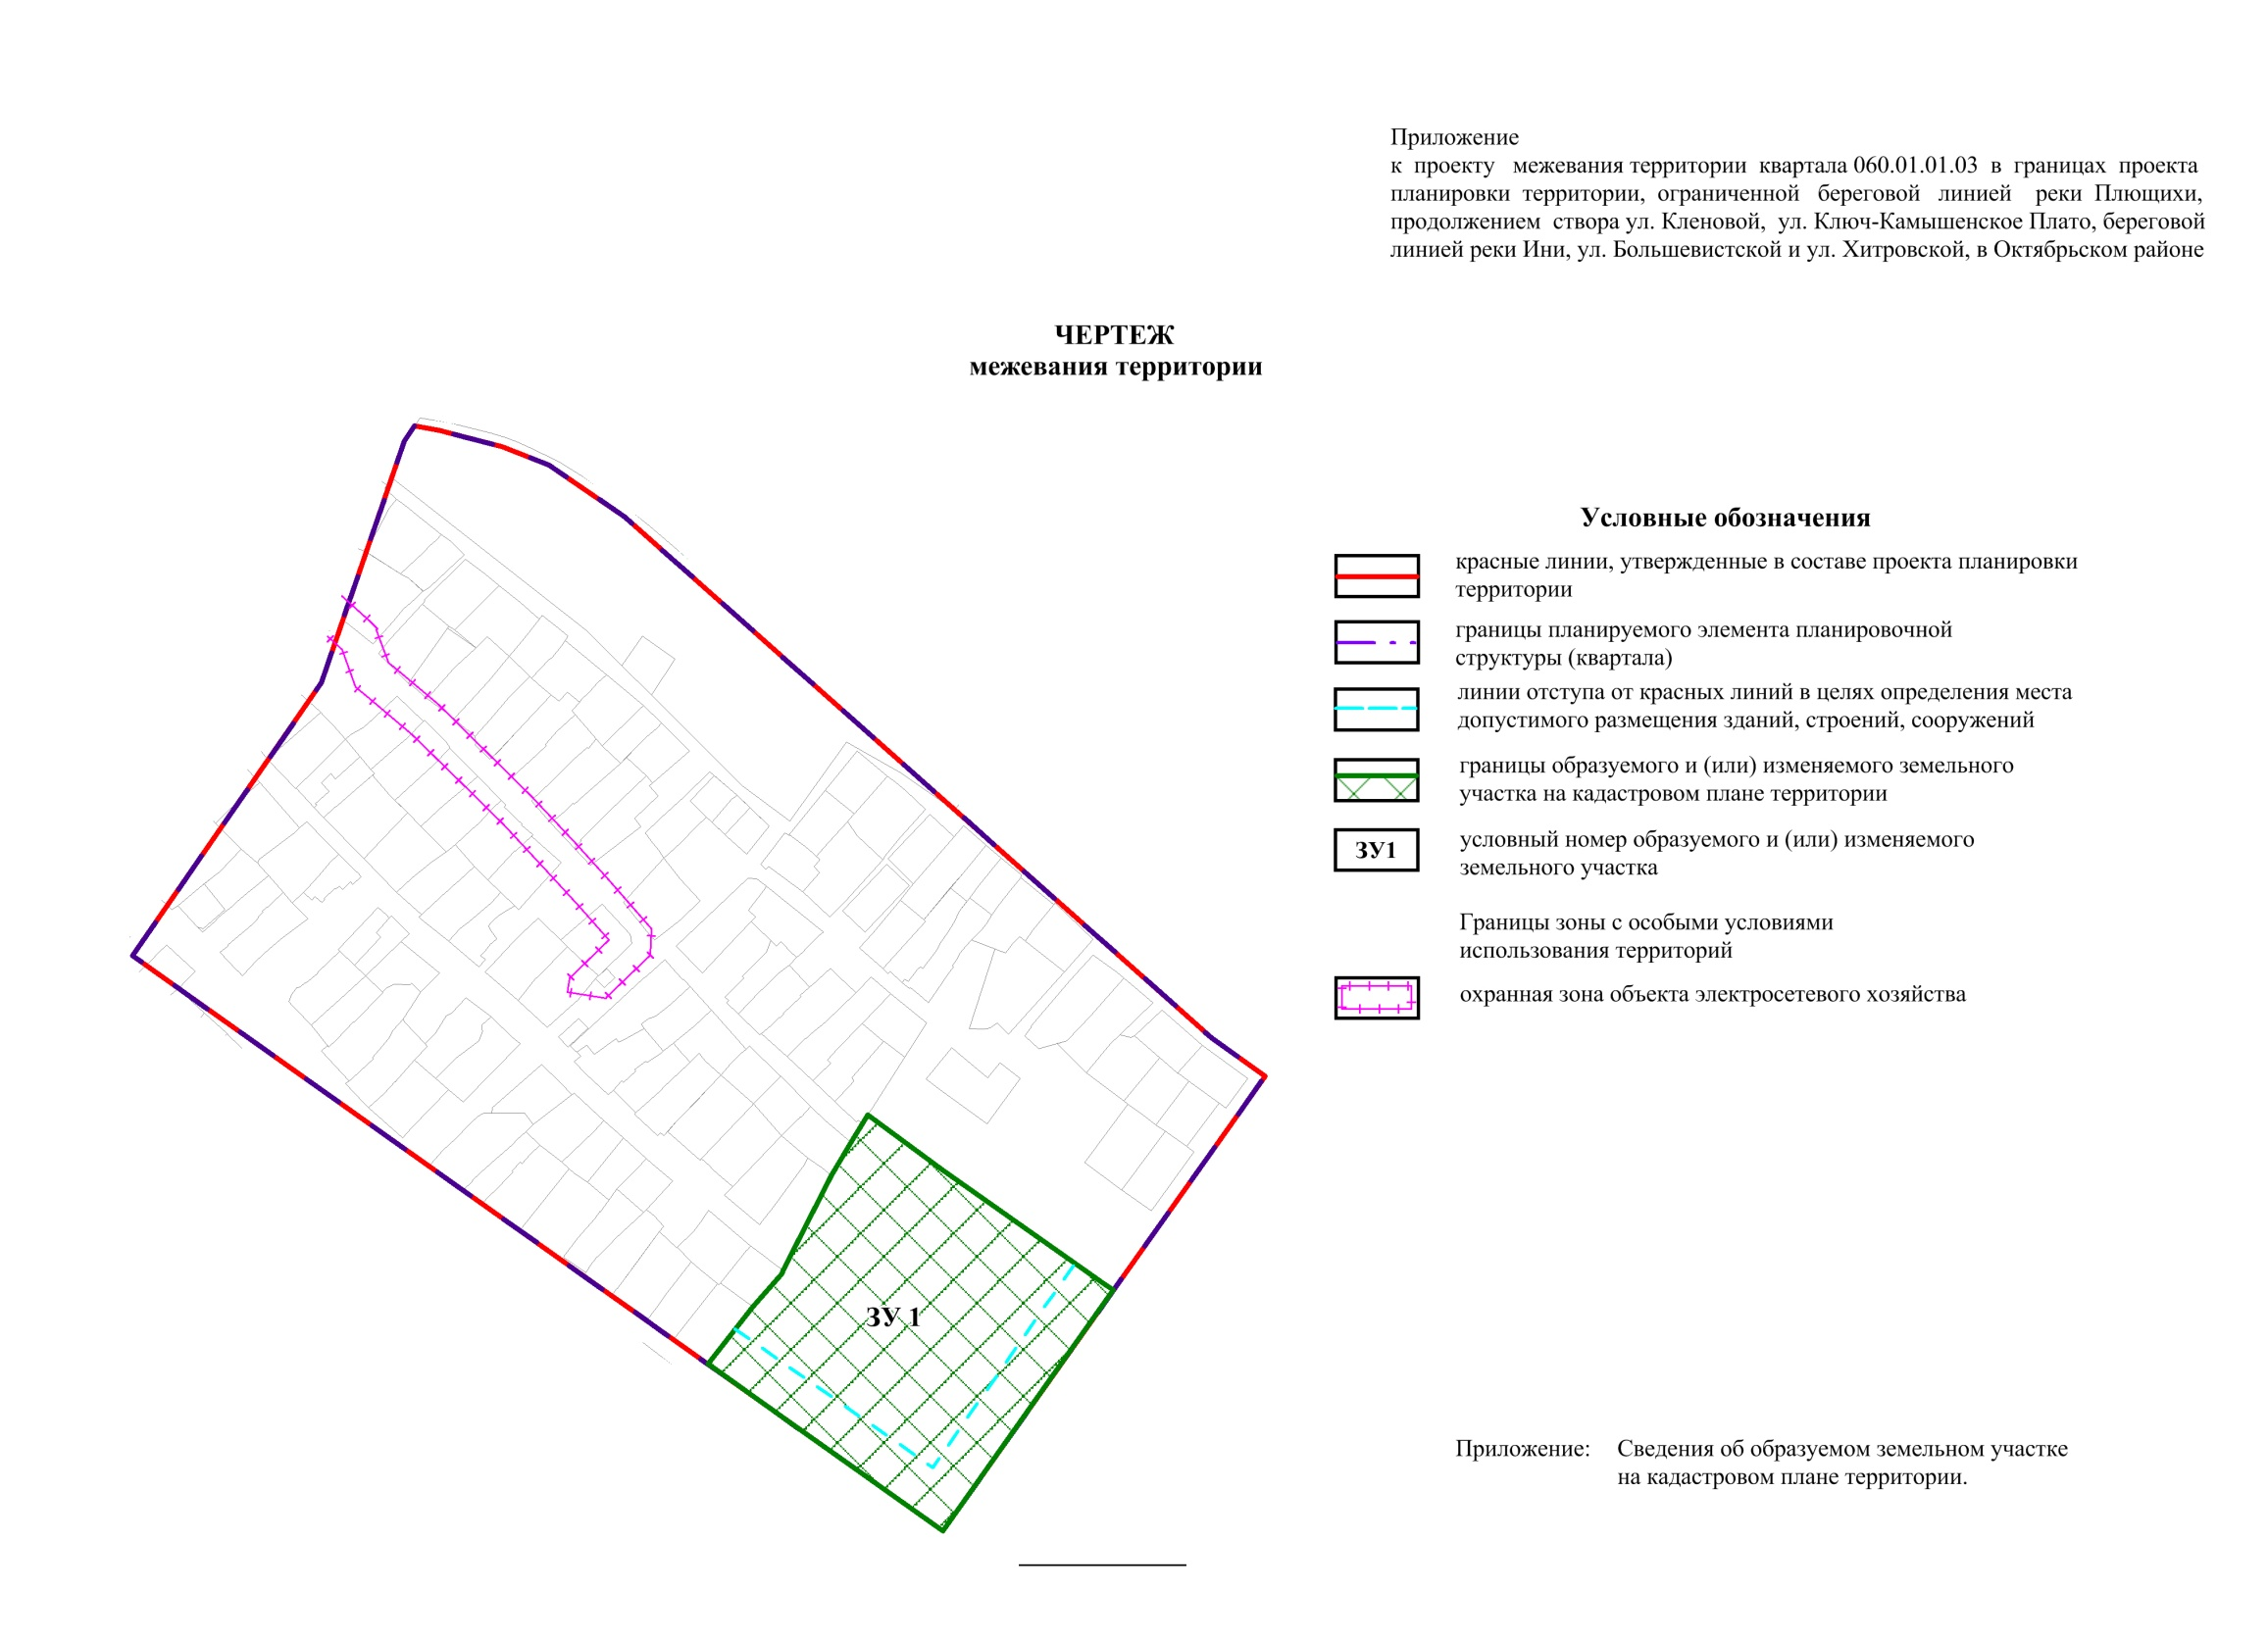 Приложение
к проекту межевания территории квартала 060.01.01.03 в границах проекта
планировки территории, ограниченной береговой линией реки Плющихи,
продолжением створа ул. Кленовой, ул. Ключ-Камышенское Плато, береговой
линией реки Ини, ул. Большевистской и ул. Хитровской, в Октябрьском районе
ЧЕРТЕЖ
межевания территории
Условные обозначения
красные линии, утвержденные в составе проекта планировки
территории
границы планируемого элемента планировочной
структуры (квартала)
линии отступа от красных линий в целях определения места
допустимого размещения зданий, строений, сооружений
границы образуемого и (или) изменяемого земельного
участка на кадастровом плане территории
ЗУ1
условный номер образуемого и (или) изменяемого
земельного участка
Границы зоны с особыми условиями
использования территорий
охранная зона объекта электросетевого хозяйства
ЗУ 1
Приложение: Сведения об образуемом земельном участке
на кадастровом плане территории.